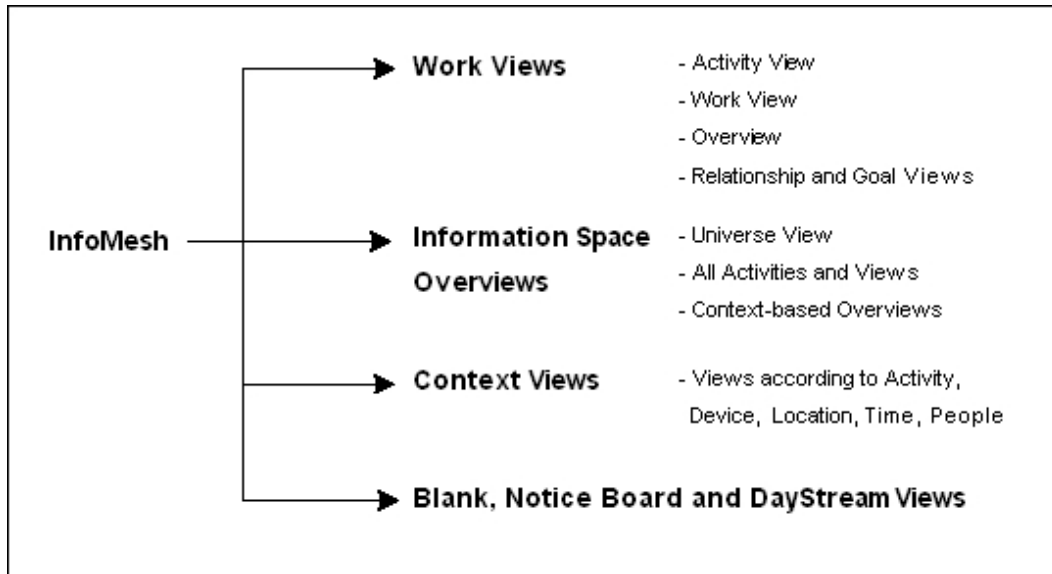 Work Views
- Activity View
- Work View
- Overview
- Relationship and Goal Views
InfoMesh
Information Space
Overviews
- Universe View
- All Activities and Views
- Context-based Overviews
Context Views
- Views according to Activity,
Device, Location, Time, People
Blank, Notice Board and DayStream Views